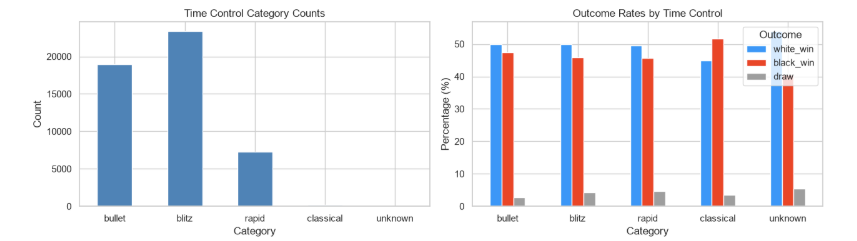 Time Control Category Counts
Count
20000
15000
10000
5000
0
bullet blitz rapid classical unknown
Category
Outcome Rates by Time Control
Percentage (%)
50
40
30
20
10
0
Outcome
white_win
black_win
draw
bullet blitz rapid classical unknown
Category